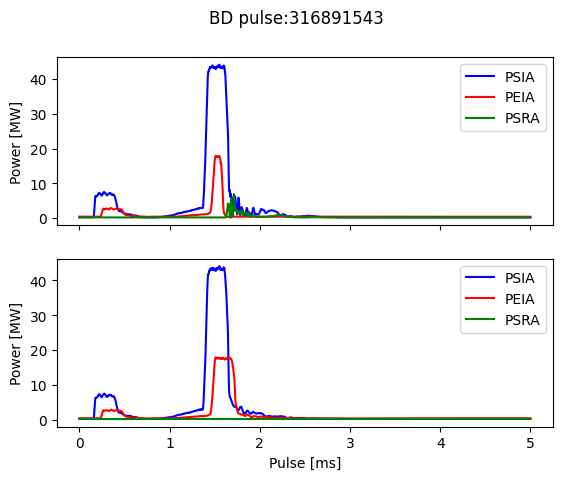 BD pulse:316891543
Power [MW]
40
30
20
10
0
PSIA
PEIA
PSRA
Power [MW]
40
30
20
10
0
PSIA
PEIA
PSRA
0 1 2 3 4 5
Pulse [ms]